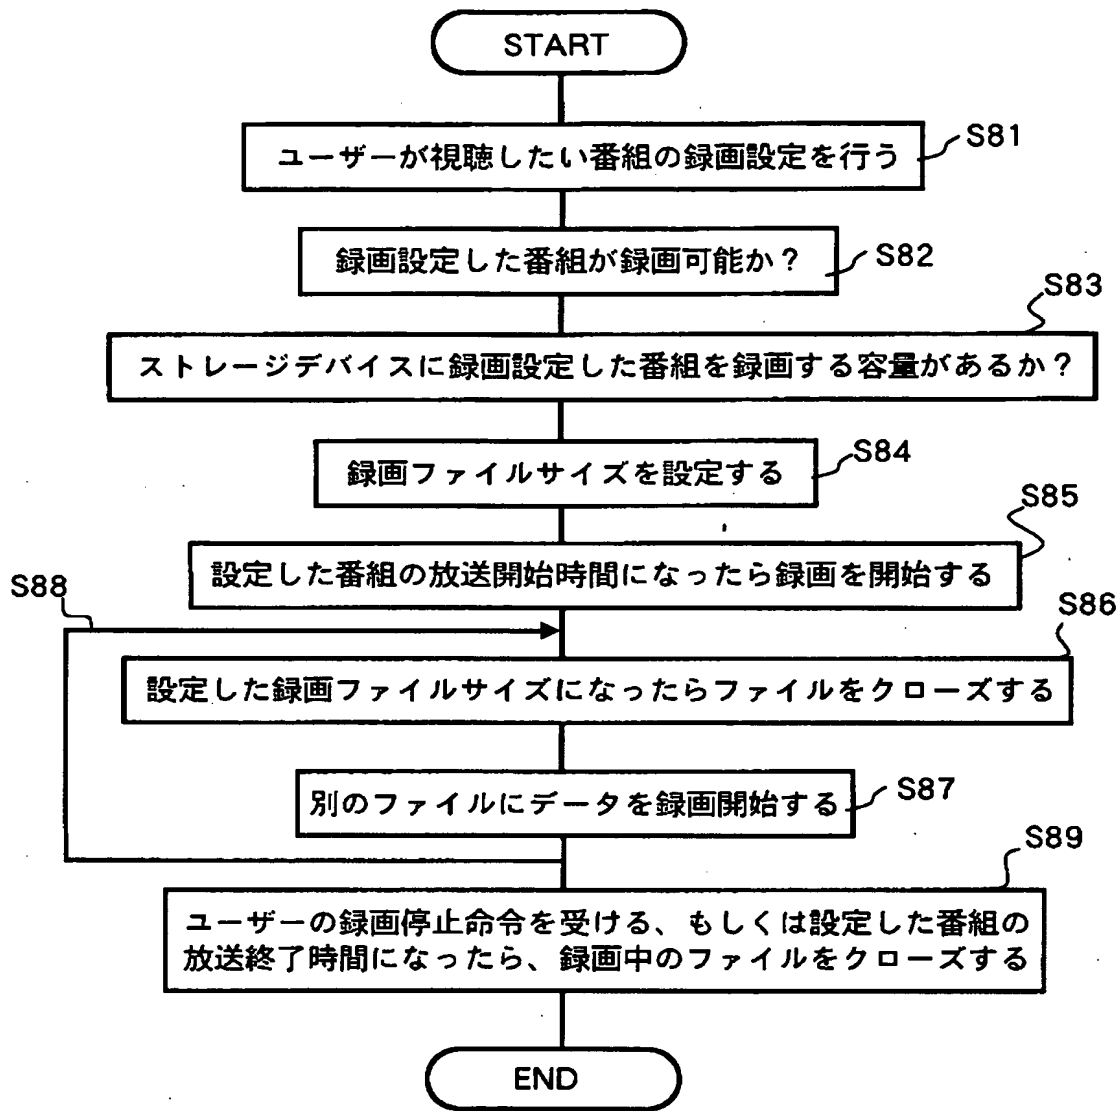 START
ユーザーが視聴したい番組の録画設定を行う
S81
録画設定した番組が録画可能か？
S82
S83
ストレージデバイスに録画設定した番組を録画する容量があるか？
録画ファイルサイズを設定する
S84
S85
設定した番組の放送開始時間になったら録画を開始する
S88
S86
設定した録画ファイルサイズになったらファイルをクローズする
別のファイルにデータを録画開始する
S87
S89
ユーザーの録画停止命令を受ける、もしくは設定した番組の
放送終了時間になったら、録画中のファイルをクローズする
END